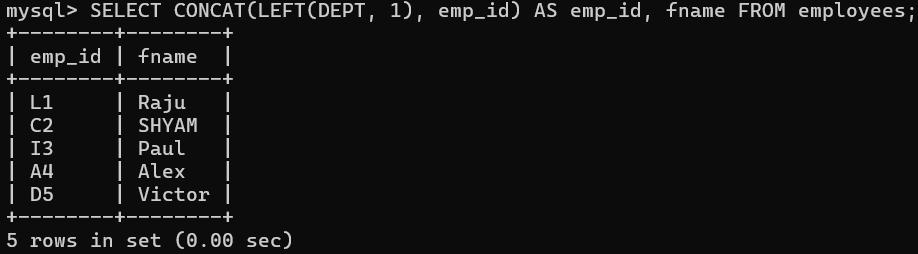 mysql> SELECT CONCAT(LEFT(DEPT, 1), emp_id) AS emp_id, fname FROM employees;
+--------+--------+
| emp_id | fname  |
+--------+--------+
| L1     | Raju   |
| C2     | SHYAM  |
| I3     | Paul   |
| A4     | Alex   |
| D5     | Victor |
+--------+--------+
5 rows in set (0.00 sec)